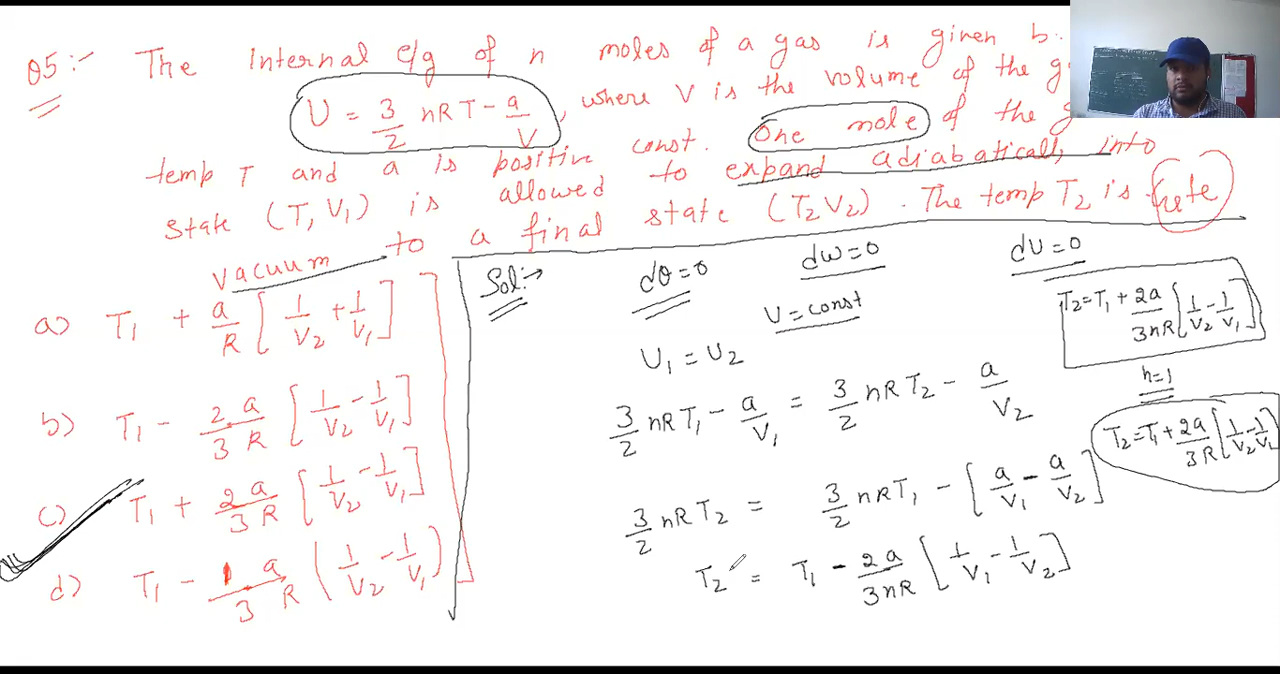 Q5:- The internal e/g of n moles of a gas is given b.
U = 3/2 nRT - a/V, where V is the volume of the g
temp T and a is positive const. One mole of the g
state (T, V1) is allowed to expand adiabatically into
vacuum to a final state (T2 V2). The temp T2 is
a) T1 + a/R [1/V2 + 1/V1]
b) T1 - 2/3 a/R [1/V2 - 1/V1]
c) T1 + 2/3 a/R [1/V2 - 1/V1]
d) T1 - 1/3 a/R (1/V2 - 1/V1)
Sol:→ dQ=0 dW=0 dU=0
U = const
U1 = U2
3/2 nRT1 - a/V1 = 3/2 nRT2 - a/V2
3/2 nRT2 = 3/2 nRT1 - [a/V1 - a/V2]
T2 = T1 - 2a/3nR [1/V1 - 1/V2]
T2 = T1 + 2a/3nR [1/V2 - 1/V1]
n=1
T2 = T1 + 2a/3R [1/V2 - 1/V1]